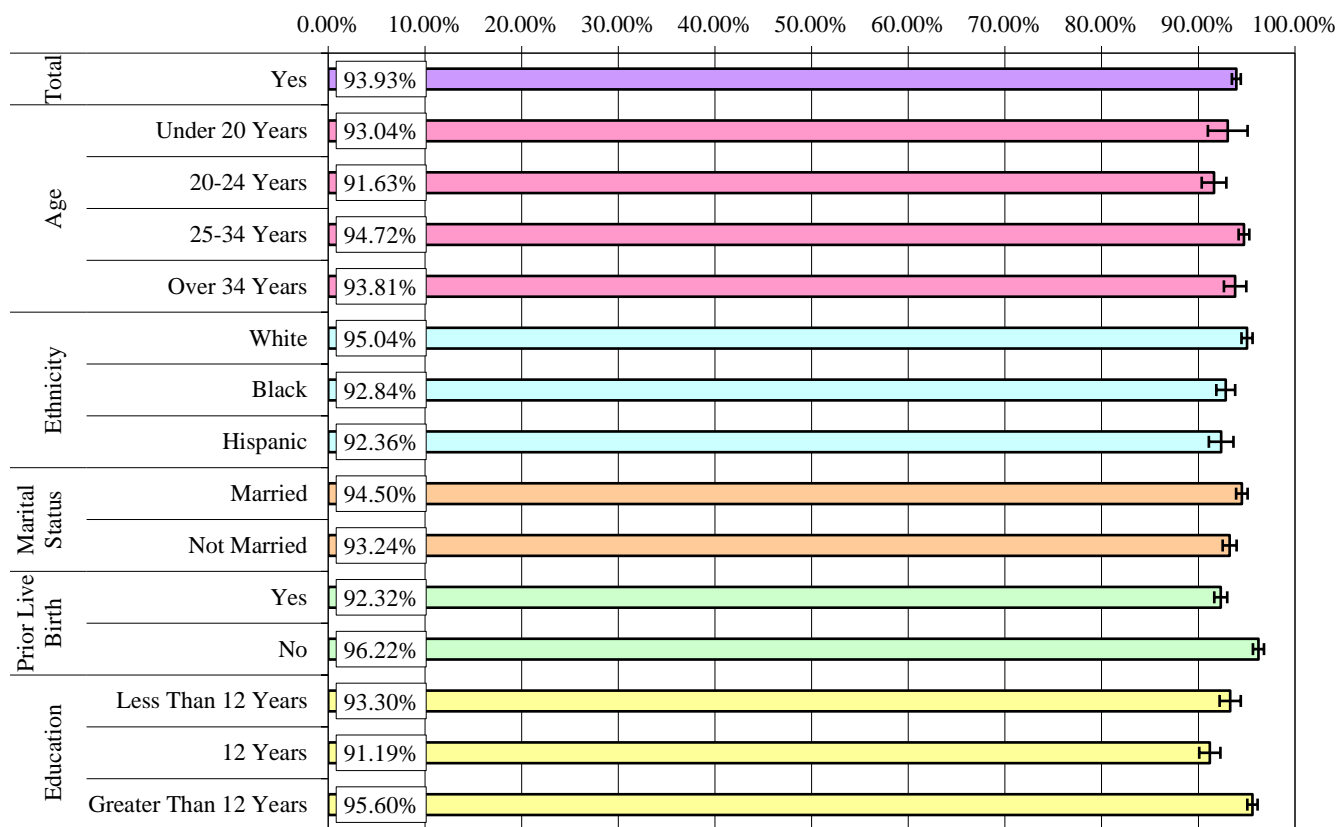 0.00% 10.00% 20.00% 30.00% 40.00% 50.00% 60.00% 70.00% 80.00% 90.00% 100.00%
Total
Yes 93.93%
Age
Under 20 Years 93.04%
20-24 Years 91.63%
25-34 Years 94.72%
Over 34 Years 93.81%
Ethnicity
White 95.04%
Black 92.84%
Hispanic 92.36%
Marital
Status
Married 94.50%
Not Married 93.24%
Prior Live
Birth
Yes 92.32%
No 96.22%
Education
Less Than 12 Years 93.30%
12 Years 91.19%
Greater Than 12 Years 95.60%